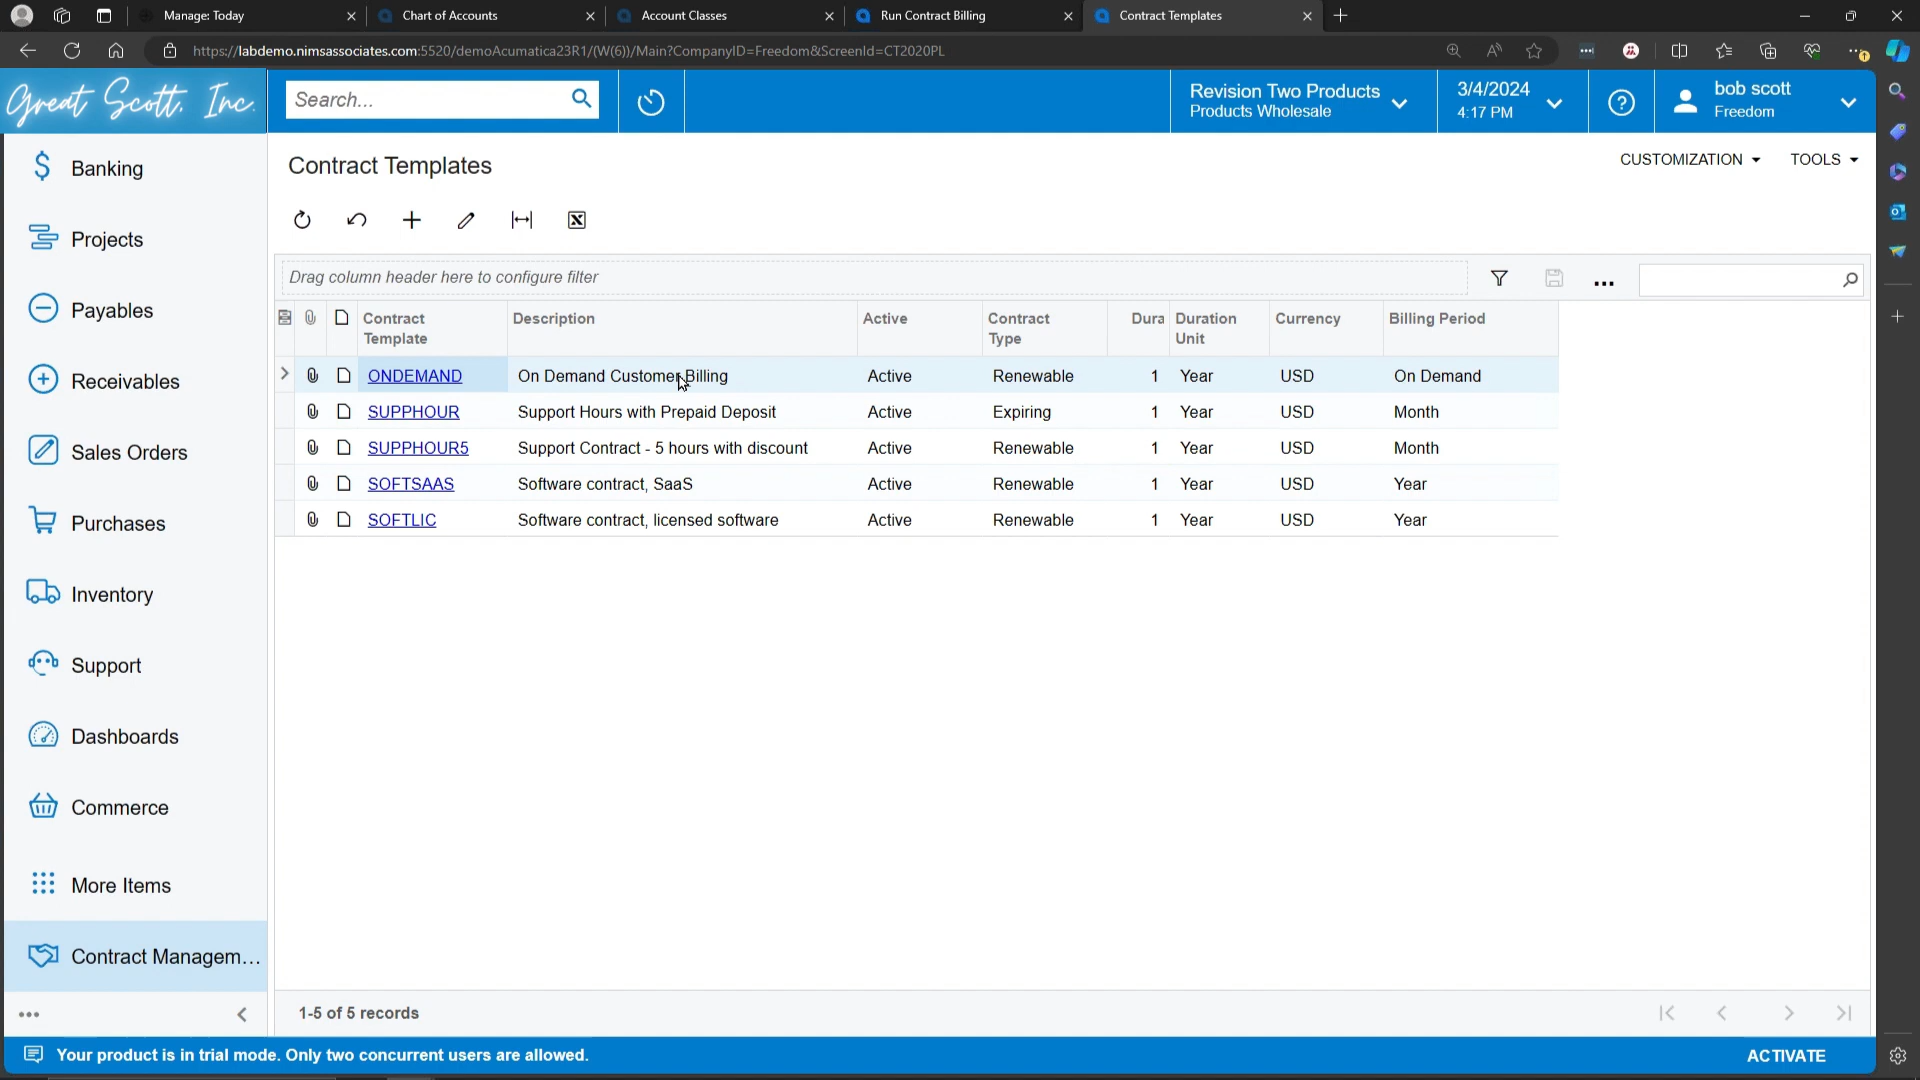 Manage: Today
Chart of Accounts
Account Classes
Run Contract Billing
Contract Templates
https://labdemo.nimsassociates.com:5520/demoAcumatica23R1/(W(6))/Main?CompanyID=Freedom&ScreenId=CT2020PL
Great Scott, Inc.
Search...
Revision Two Products
Products Wholesale
3/4/2024
4:17 PM
bob scott
Freedom
Banking
Projects
Payables
Receivables
Sales Orders
Purchases
Inventory
Support
Dashboards
Commerce
More Items
Contract Managem...
Contract Templates
CUSTOMIZATION
TOOLS
Drag column header here to configure filter
Contract Template Description Active Contract Type Dura Duration Unit Currency Billing Period
ONDEMAND On Demand Customer Billing Active Renewable 1 Year USD On Demand
SUPPHOUR Support Hours with Prepaid Deposit Active Expiring 1 Year USD Month
SUPPHOUR5 Support Contract - 5 hours with discount Active Renewable 1 Year USD Month
SOFTSAAS Software contract, SaaS Active Renewable 1 Year USD Year
SOFTLIC Software contract, licensed software Active Renewable 1 Year USD Year
1-5 of 5 records
Your product is in trial mode. Only two concurrent users are allowed.
ACTIVATE